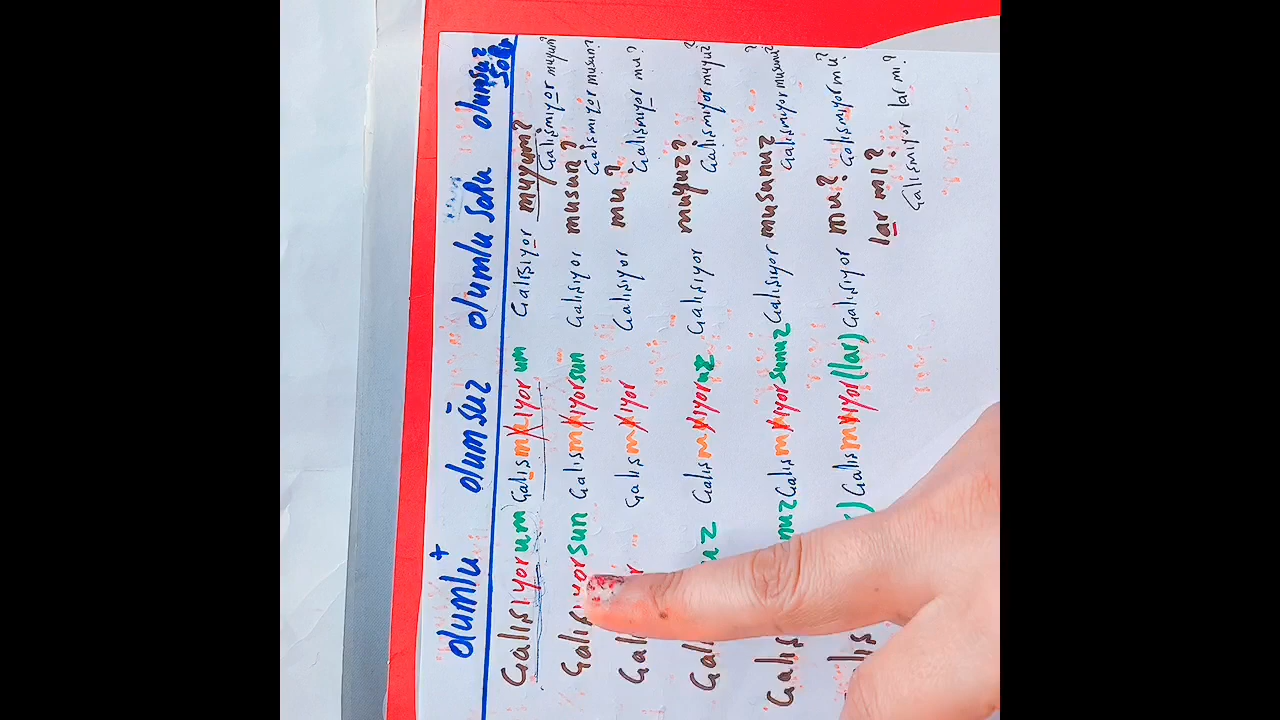 olumlu + olumsüz olumlu soru olumsuz soru
Çalışıyorum Çalışmıyorum Çalışıyor muyum? Çalışmıyor muyum?
Çalışıyorsun Çalışmıyorsun Çalışıyor musun? Çalışmıyor musun?
Çalışmıyor Çalışıyor mu? Çalışmıyor mu?
Çalışmıyoruz Çalışıyor muyuz? Çalışmıyor muyuz?
Çalışmıyorsunuz Çalışıyor musunuz Çalışmıyor musunuz?
Çalışmıyor(lar) Çalışıyor mu? Çalışmıyor mu?
lar mı? Çalışmıyor lar mı?